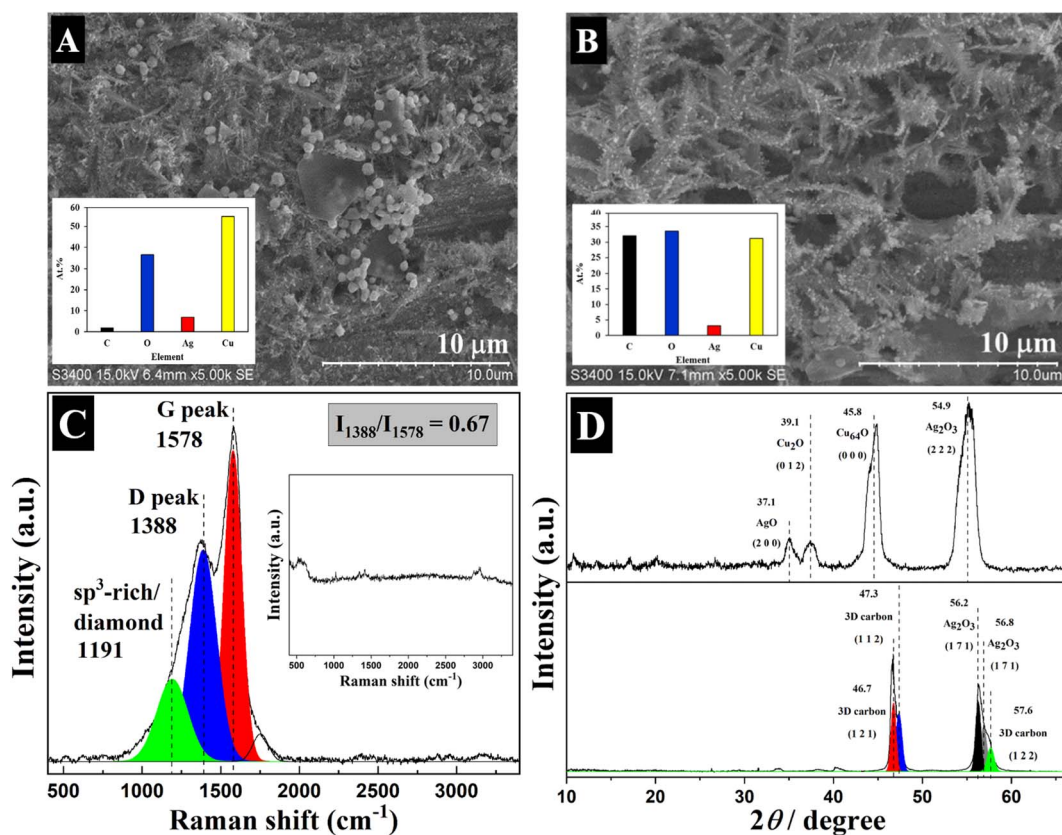 A
60
50
40
30
20
10
0
At.%
C O Ag Cu
Element
10 µm
S3400 15.0kV 6.4mm x5.00k SE
10.0um
B
35
30
25
20
15
10
5
0
At.%
C O Ag Cu
Element
10 µm
S3400 15.0kV 7.1mm x5.00k SE
10.0um
C
G peak
1578
I₁₃₈₈/I₁₅₇₈ = 0.67
D peak
1388
sp³-rich/
diamond
1191
Intensity (a.u.)
500 1000 1500 2000 2500 3000
Raman shift (cm⁻¹)
Intensity (a.u.)
500 1000 1500 2000 2500 3000
Raman shift (cm⁻¹)
D
39.1
Cu₂O
(0 1 2)
45.8
Cu₆₄O
(0 0 0)
54.9
Ag₂O₃
(2 2 2)
37.1
AgO
(2 0 0)
47.3
3D carbon
(1 1 2)
56.2
Ag₂O₃
(1 7 1)
56.8
Ag₂O₃
(1 7 1)
46.7
3D carbon
(1 2 1)
57.6
3D carbon
(1 2 2)
Intensity (a.u.)
10 20 30 40 50 60
2θ / degree